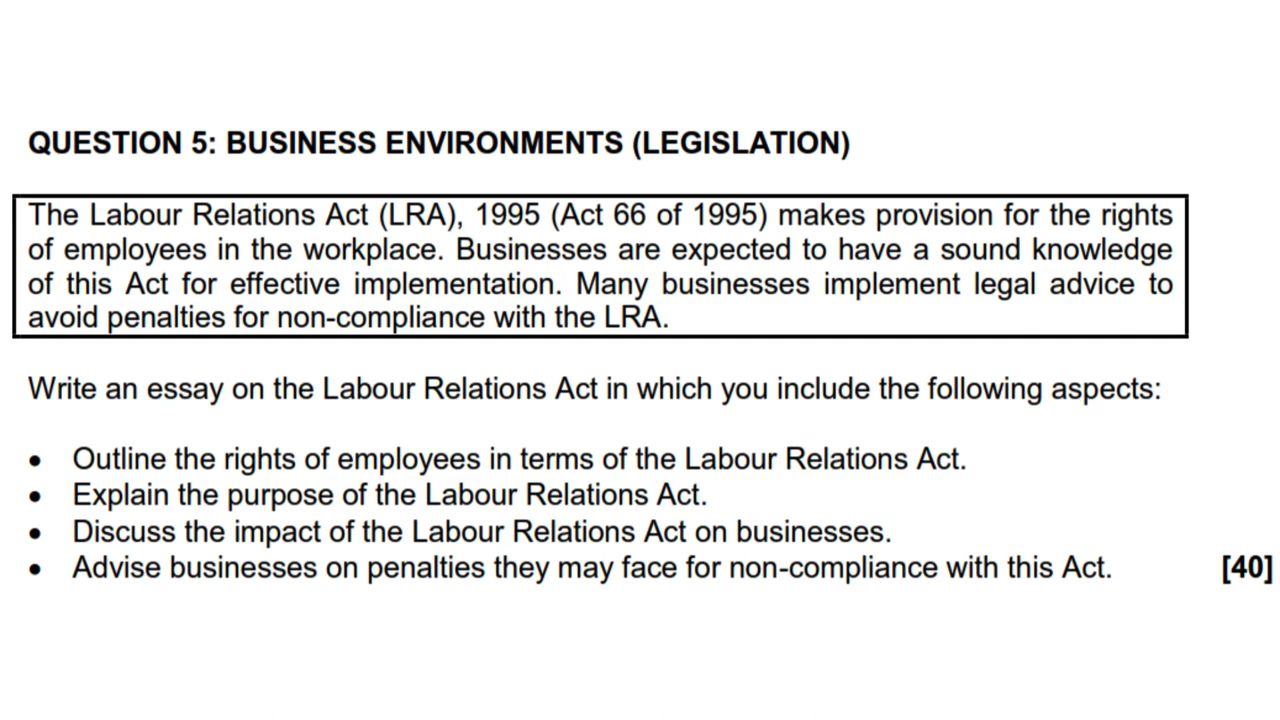 QUESTION 5: BUSINESS ENVIRONMENTS (LEGISLATION)
The Labour Relations Act (LRA), 1995 (Act 66 of 1995) makes provision for the rights
of employees in the workplace. Businesses are expected to have a sound knowledge
of this Act for effective implementation. Many businesses implement legal advice to
avoid penalties for non-compliance with the LRA.
Write an essay on the Labour Relations Act in which you include the following aspects:
• Outline the rights of employees in terms of the Labour Relations Act.
• Explain the purpose of the Labour Relations Act.
• Discuss the impact of the Labour Relations Act on businesses.
• Advise businesses on penalties they may face for non-compliance with this Act. [40]